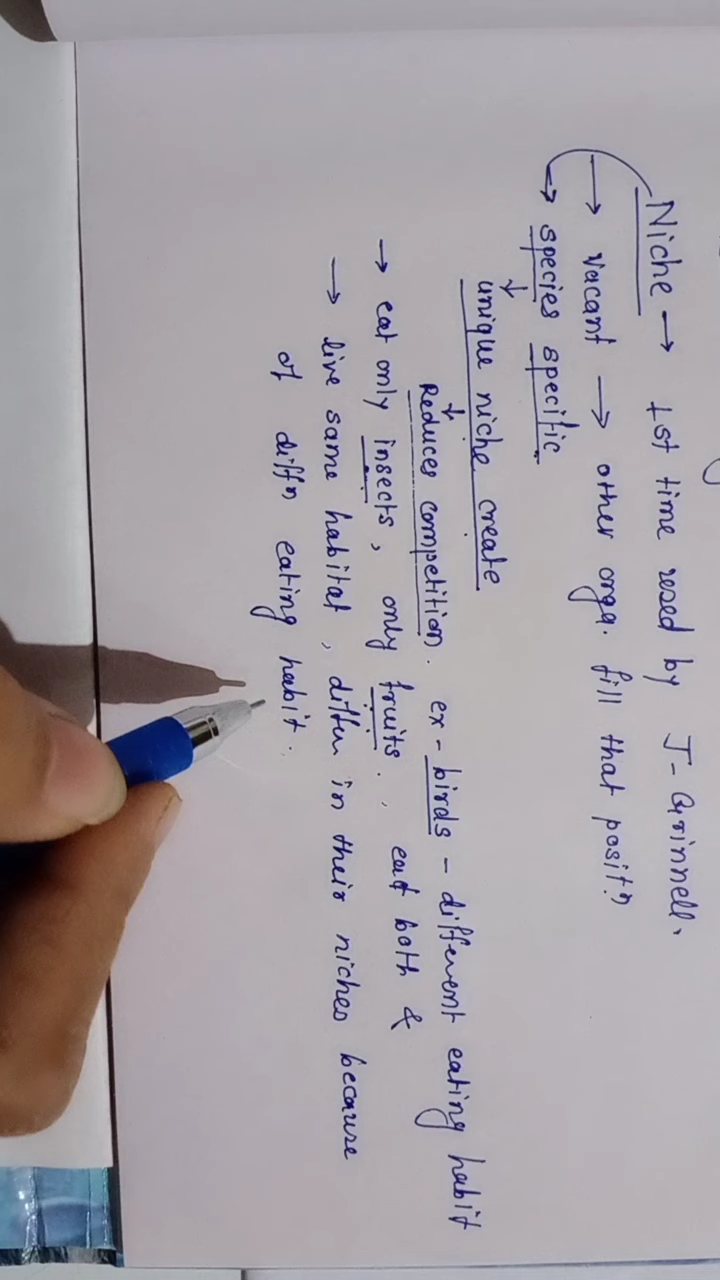 Niche → 1st time used by J-Grinnell.
→ Vacant → other orga. fill that positn
→ species specific
↓
unique niche create
↓
Reduces competition. ex- birds - different eating habit
→ eat only insects, only fruits. eat both &
→ live same habitat, differ in their niches because
of diffn eating habit.